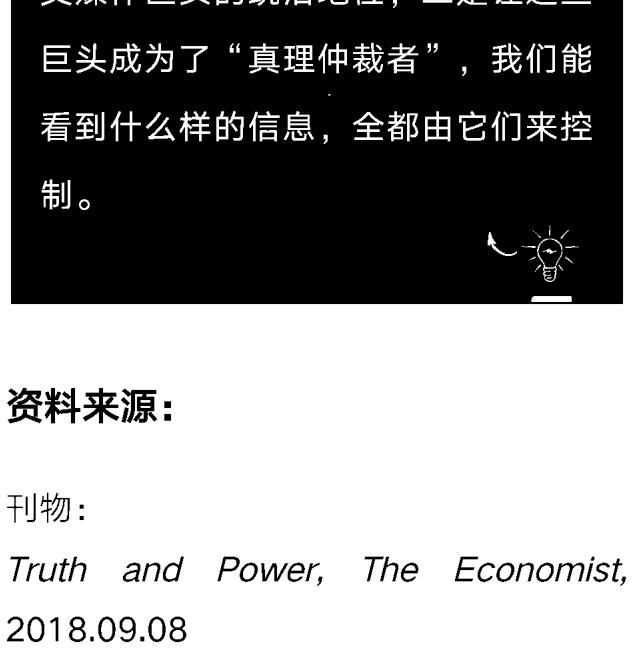 巨头成为了“真理仲裁者”，我们能
看到什么样的信息，全都由它们来控
制。
资料来源：
刊物：
Truth and Power, The Economist,
2018.09.08